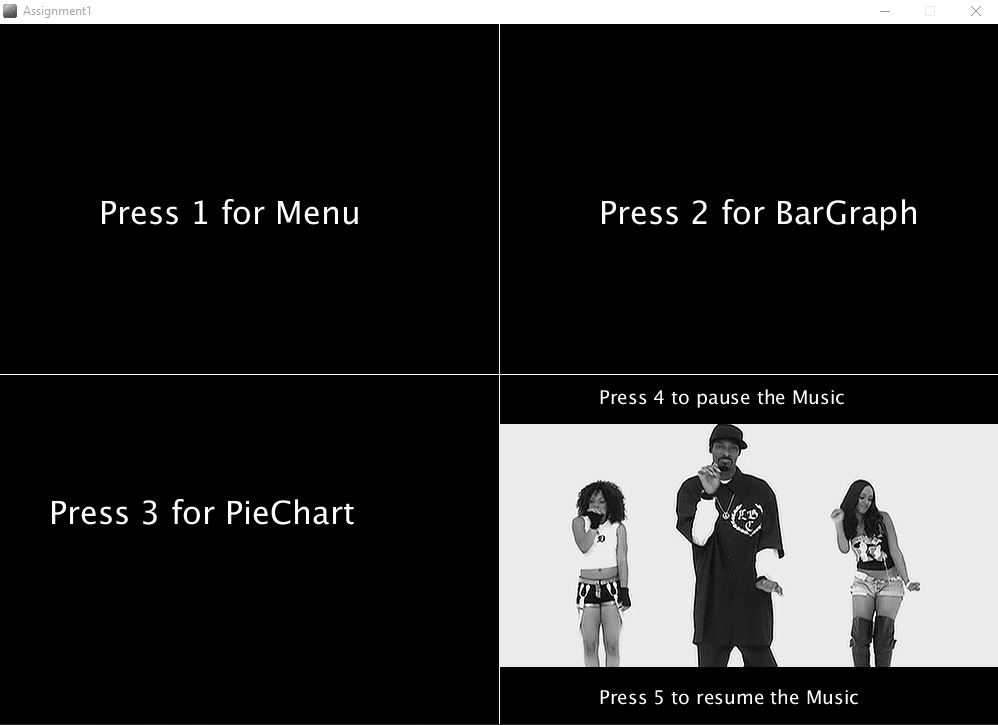 Assignment1
Press 1 for Menu
Press 2 for BarGraph
Press 3 for PieChart
Press 4 to pause the Music
LBC
Press 5 to resume the Music